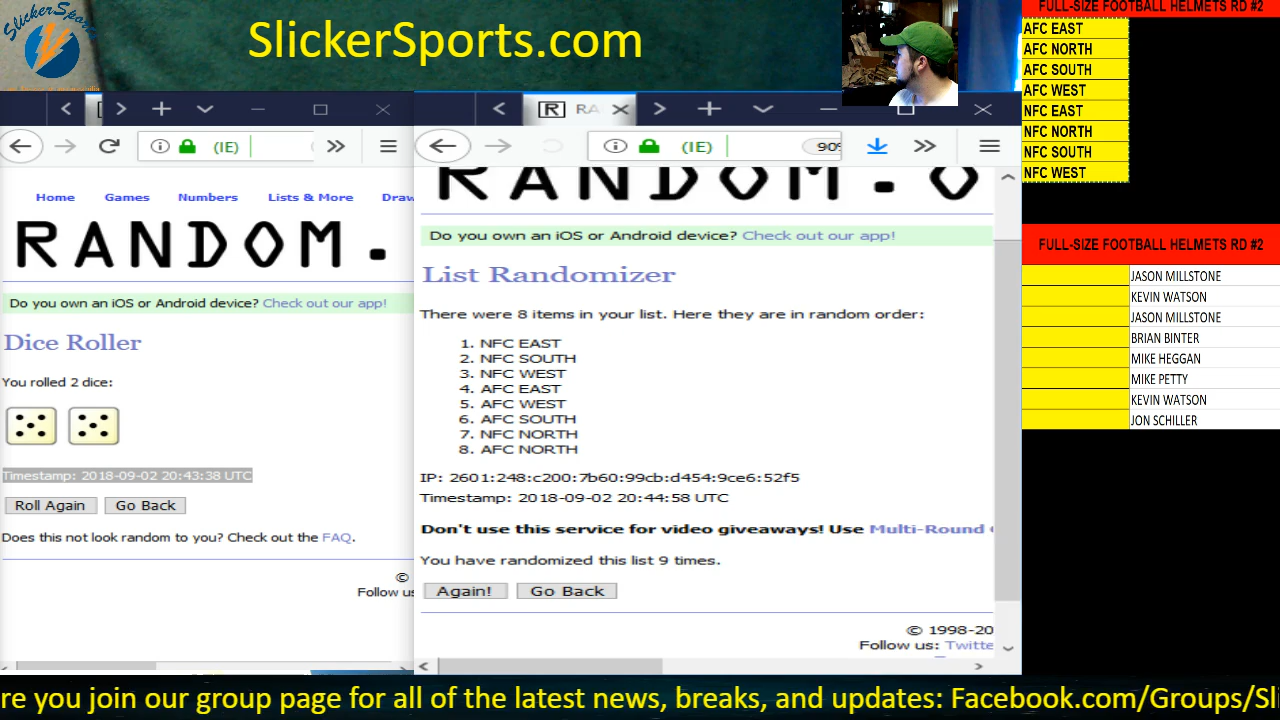 SlickerSports
SlickerSports.com
FULL-SIZE FOOTBALL HELMETS RD #2
AFC EAST
AFC NORTH
AFC SOUTH
AFC WEST
NFC EAST
NFC NORTH
NFC SOUTH
NFC WEST
(IE)
Home Games Numbers Lists & More Draw
RANDOM.
Do you own an iOS or Android device? Check out our app!
Dice Roller
You rolled 2 dice:
Timestamp: 2018-09-02 20:43:38 UTC
Roll Again Go Back
Does this not look random to you? Check out the FAQ.
©
Follow us
R RA
(IE) 90%
RANDOM.O
Do you own an iOS or Android device? Check out our app!
List Randomizer
There were 8 items in your list. Here they are in random order:
1. NFC EAST
2. NFC SOUTH
3. NFC WEST
4. AFC EAST
5. AFC WEST
6. AFC SOUTH
7. NFC NORTH
8. AFC NORTH
IP: 2601:248:c200:7b60:99cb:d454:9ce6:52f5
Timestamp: 2018-09-02 20:44:58 UTC
Don't use this service for video giveaways! Use Multi-Round
You have randomized this list 9 times.
Again! Go Back
© 1998-20
Follow us: Twitte
FULL-SIZE FOOTBALL HELMETS RD #2
JASON MILLSTONE
KEVIN WATSON
JASON MILLSTONE
BRIAN BINTER
MIKE HEGGAN
MIKE PETTY
KEVIN WATSON
JON SCHILLER
re you join our group page for all of the latest news, breaks, and updates: Facebook.com/Groups/Sli